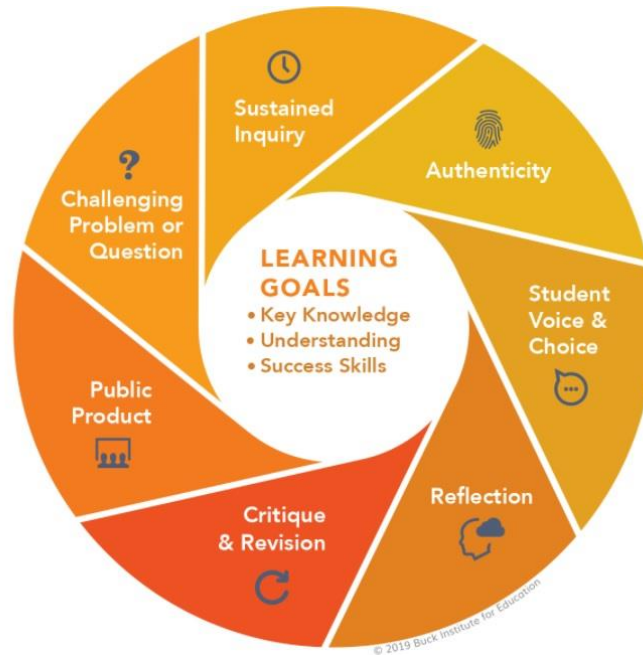 Sustained
Inquiry
Authenticity
Student
Voice &
Choice
Reflection
Critique
& Revision
Public
Product
?
Challenging
Problem or
Question
LEARNING
GOALS
• Key Knowledge
• Understanding
• Success Skills
© 2019 Buck Institute for Education